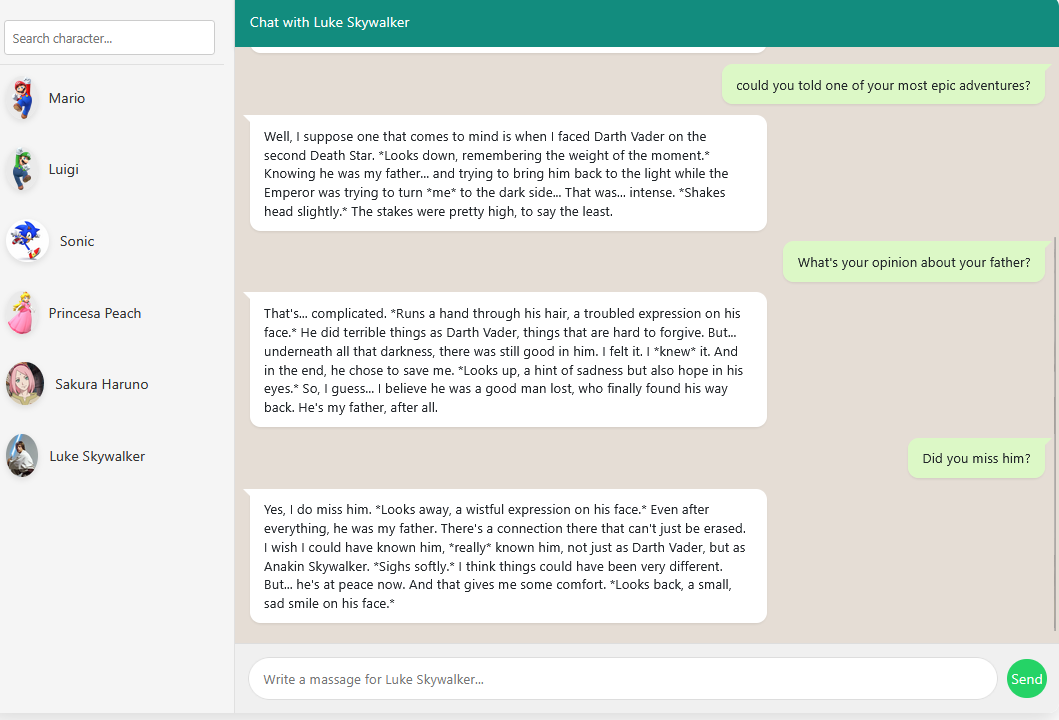 Search character...
Mario
Luigi
Sonic
Princesa Peach
Sakura Haruno
Luke Skywalker
Chat with Luke Skywalker
could you told one of your most epic adventures?
Well, I suppose one that comes to mind is when I faced Darth Vader on the
second Death Star. *Looks down, remembering the weight of the moment.*
Knowing he was my father... and trying to bring him back to the light while the
Emperor was trying to turn *me* to the dark side... That was... intense. *Shakes
head slightly.* The stakes were pretty high, to say the least.
What's your opinion about your father?
That's... complicated. *Runs a hand through his hair, a troubled expression on his
face.* He did terrible things as Darth Vader, things that are hard to forgive. But...
underneath all that darkness, there was still good in him. I felt it. I *knew* it. And
in the end, he chose to save me. *Looks up, a hint of sadness but also hope in his
eyes.* So, I guess... I believe he was a good man lost, who finally found his way
back. He's my father, after all.
Did you miss him?
Yes, I do miss him. *Looks away, a wistful expression on his face.* Even after
everything, he was my father. There's a connection there that can't just be erased.
I wish I could have known him, *really* known him, not just as Darth Vader, but as
Anakin Skywalker. *Sighs softly.* I think things could have been very different.
But... he's at peace now. And that gives me some comfort. *Looks back, a small,
sad smile on his face.*
Write a massage for Luke Skywalker...
Send